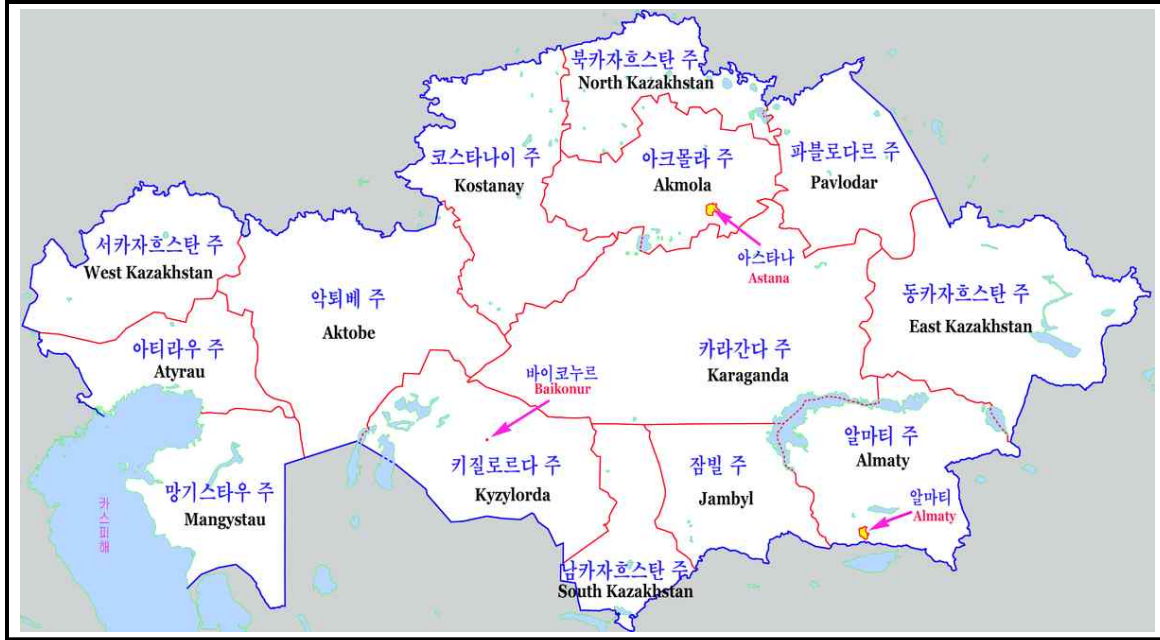 북카자흐스탄 주
North Kazakhstan
코스타나이 주
Kostanay
아크몰라 주
Akmola
파블로다르 주
Pavlodar
아스타나
Astana
서카자흐스탄 주
West Kazakhstan
악퇴베 주
Aktobe
동카자흐스탄 주
East Kazakhstan
아티라우 주
Atyrau
카라간다 주
Karaganda
바이코누르
Baikonur
키질로르다 주
Kyzylorda
잠빌 주
Jambyl
알마티 주
Almaty
알마티
Almaty
망기스타우 주
Mangystau
카스피해
남카자흐스탄 주
South Kazakhstan